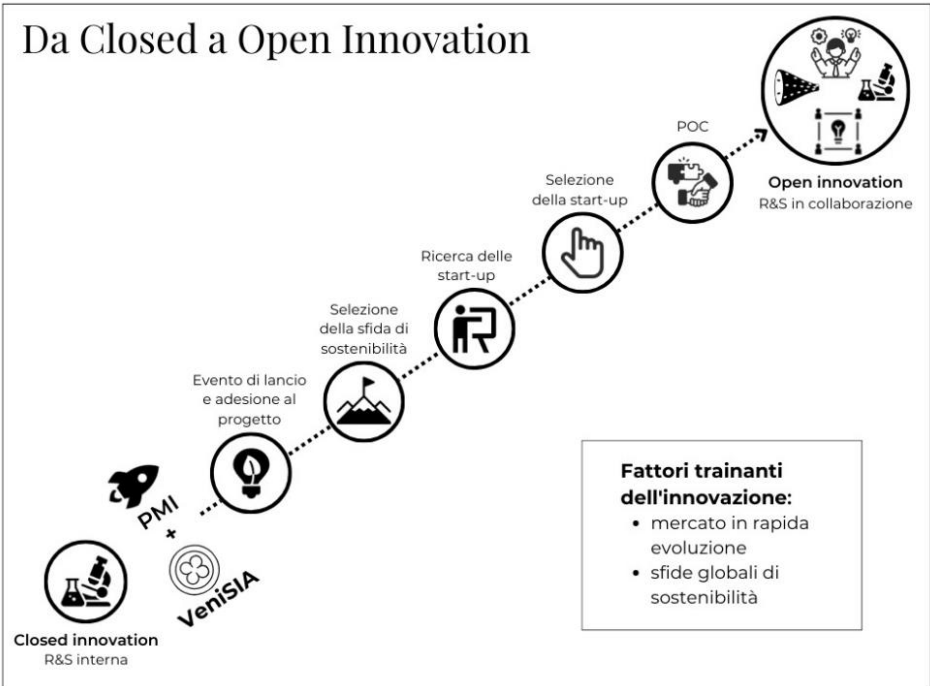 Da Closed a Open Innovation
POC
Open innovation
R&S in collaborazione
Selezione
della start-up
Ricerca delle
start-up
Selezione
della sfida di
sostenibilità
Evento di lancio
e adesione al
progetto
PMI
+
VeniSIA
Closed innovation
R&S interna
Fattori trainanti
dell'innovazione:
• mercato in rapida
evoluzione
• sfide globali di
sostenibilità